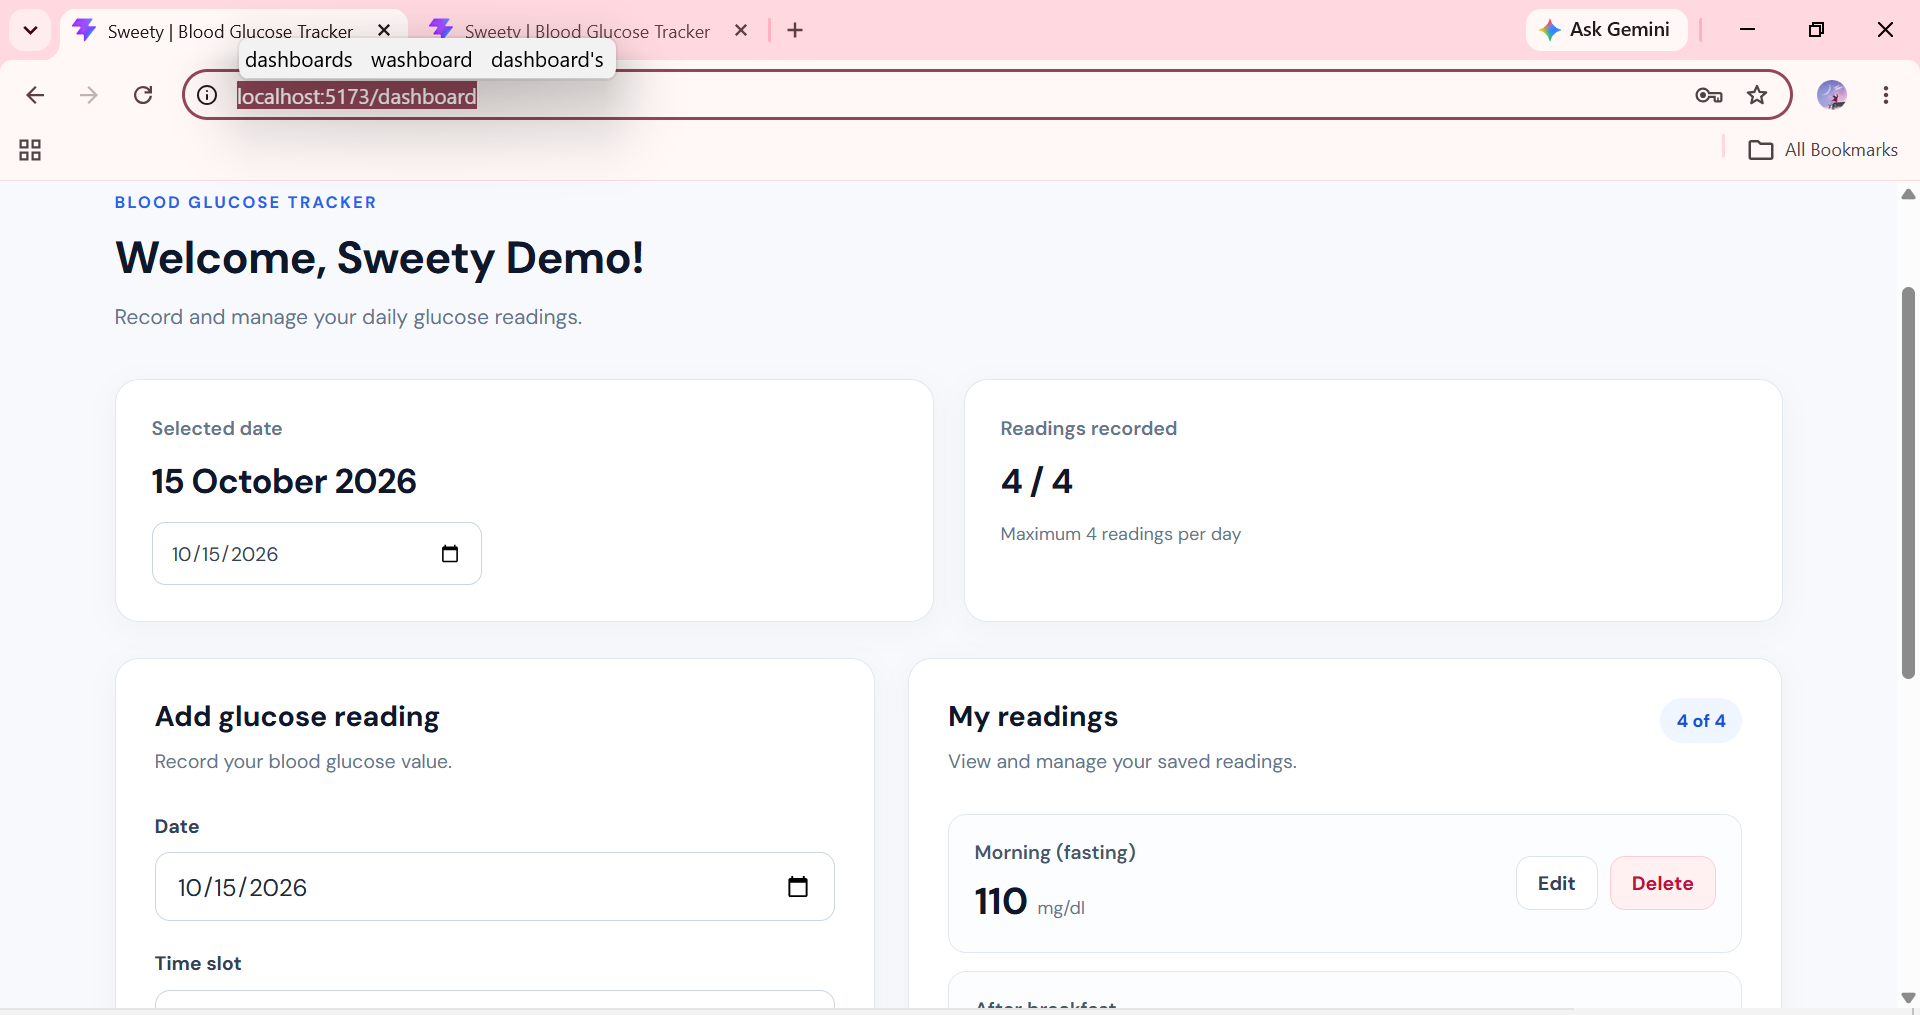 Sweety | Blood Glucose Tracker
Sweety | Blood Glucose Tracker
Ask Gemini
dashboards washboard dashboard's
localhost:5173/dashboard
All Bookmarks
BLOOD GLUCOSE TRACKER
Welcome, Sweety Demo!
Record and manage your daily glucose readings.
Selected date
15 October 2026
10/15/2026
Readings recorded
4 / 4
Maximum 4 readings per day
Add glucose reading
Record your blood glucose value.
Date
10/15/2026
Time slot
My readings
4 of 4
View and manage your saved readings.
Morning (fasting)
110 mg/dl
Edit
Delete
After breakfast